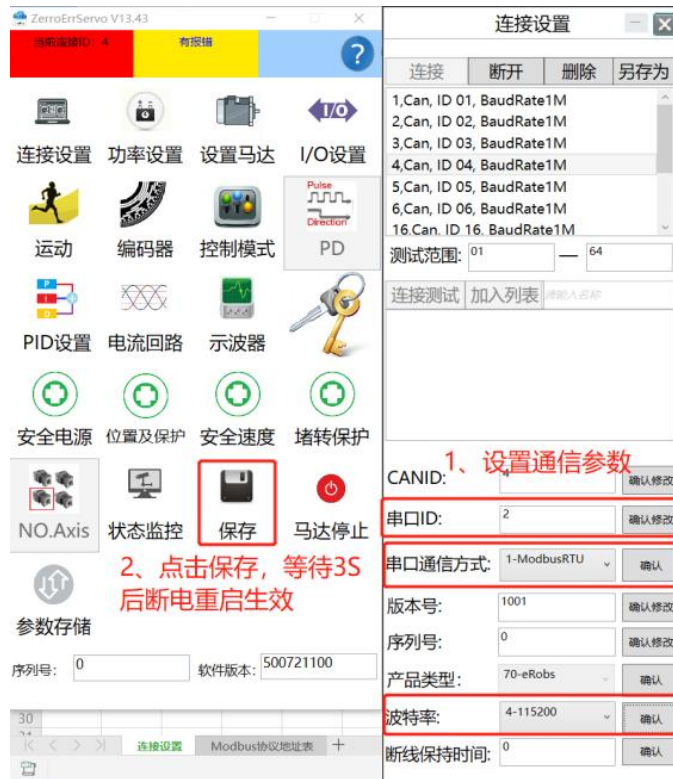 ZerroErrServo V13.43
当前连接ID: 4
有报错
?
连接设置 功率设置 设置马达 I/O设置
I/O
运动 编码器 控制模式 PD
Pulse
Direction
PID设置 电流回路 示波器
P
I
D
安全电源 位置及保护 安全速度 堵转保护
NO.Axis 状态监控 保存 马达停止
2、点击保存，等待3S
后断电重启生效
参数存储
序列号: 0 软件版本: 500721100
30
连接设置 Modbus协议地址表 +
连接设置
连接 断开 删除 另存为
1,Can, ID 01, BaudRate1M
2,Can, ID 02, BaudRate1M
3,Can, ID 03, BaudRate1M
4,Can, ID 04, BaudRate1M
5,Can, ID 05, BaudRate1M
6,Can, ID 06, BaudRate1M
16.Can. ID 16. BaudRate1M
测试范围: 01 — 64
连接测试 加入列表 请输入名称
1、设置通信参数
CANID: 4 确认修改
串口ID: 2 确认修改
串口通信方式: 1-ModbusRTU 确认
版本号: 1001 确认修改
序列号: 0 确认修改
产品类型: 70-eRobs 确认
波特率: 4-115200 确认
断线保持时间: 0 确认